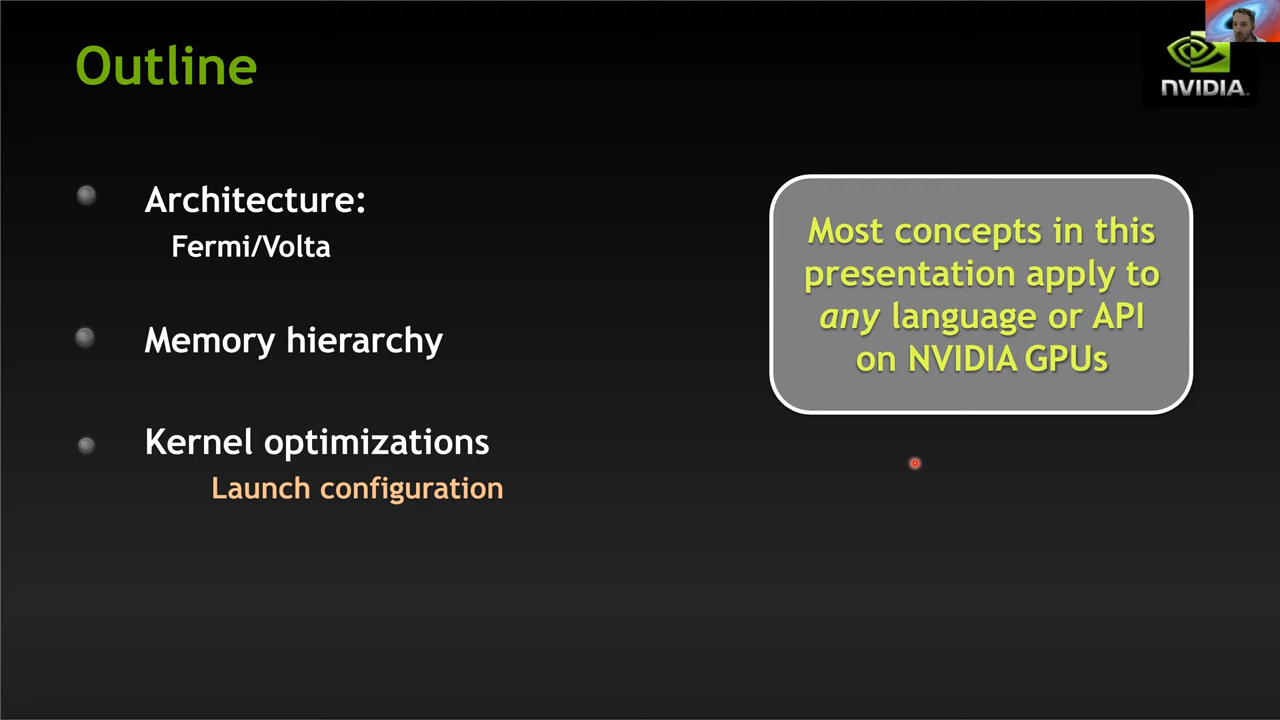 Outline
NVIDIA.
Architecture:
Fermi/Volta
Memory hierarchy
Kernel optimizations
Launch configuration
Most concepts in this
presentation apply to
any language or API
on NVIDIA GPUs